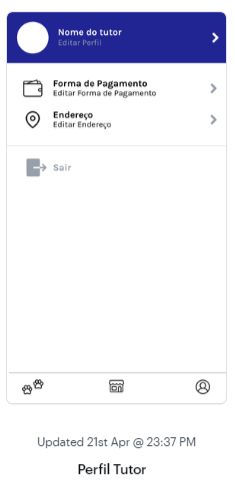 Nome do tutor
Editar Perfil
Forma de Pagamento
Editar Forma de Pagamento
Endereço
Editar Endereço
Sair
Updated 21st Apr @ 23:37 PM
Perfil Tutor